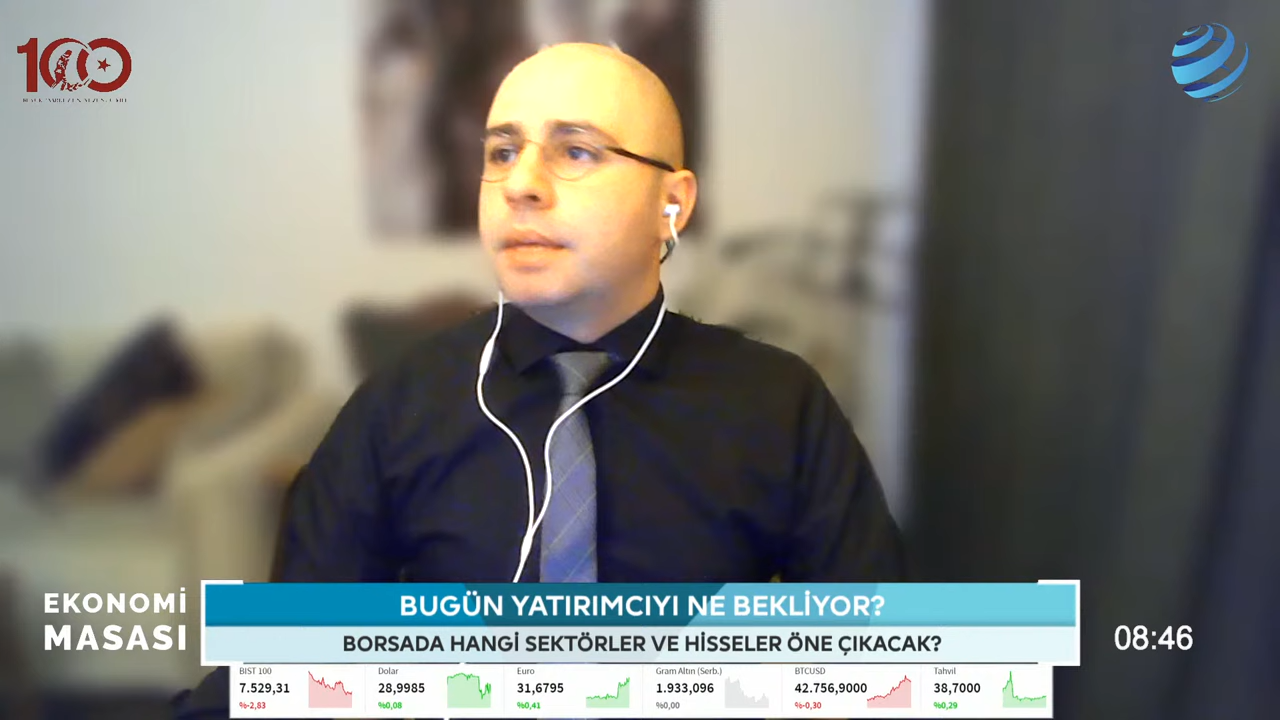 100
EKONOMİ
MASASI
BUGÜN YATIRIMCIYI NE BEKLİYOR?
BORSADA HANGİ SEKTÖRLER VE HİSSELER ÖNE ÇIKACAK?
08:46
BIST 100 Dolar Euro Gram Altın (Serb.) BTCUSD Tahvil
7.529,31 28,9985 31,6795 1.933,096 42.756,9000 38,7000
%-2,83 %0,08 %0,41 %0,00 %-0,30 %0,29